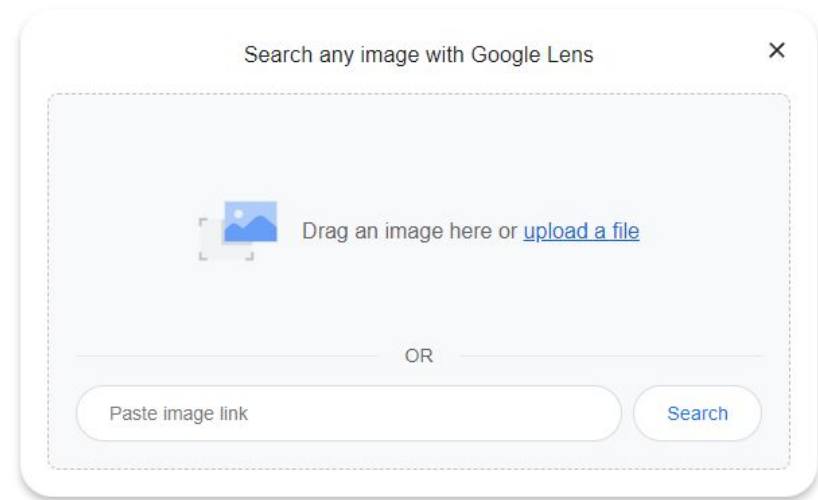 Search any image with Google Lens
Drag an image here or upload a file
OR
Paste image link
Search